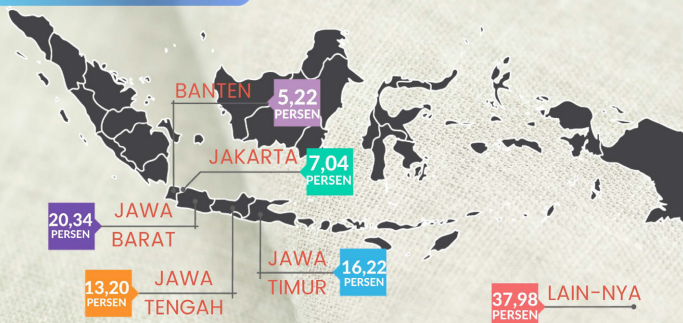 BANTEN
5,22
PERSEN
JAKARTA
7,04
PERSEN
20,34
PERSEN
JAWA
BARAT
13,20
PERSEN
JAWA
TENGAH
JAWA
TIMUR
16,22
PERSEN
37,98
PERSEN
LAIN-NYA